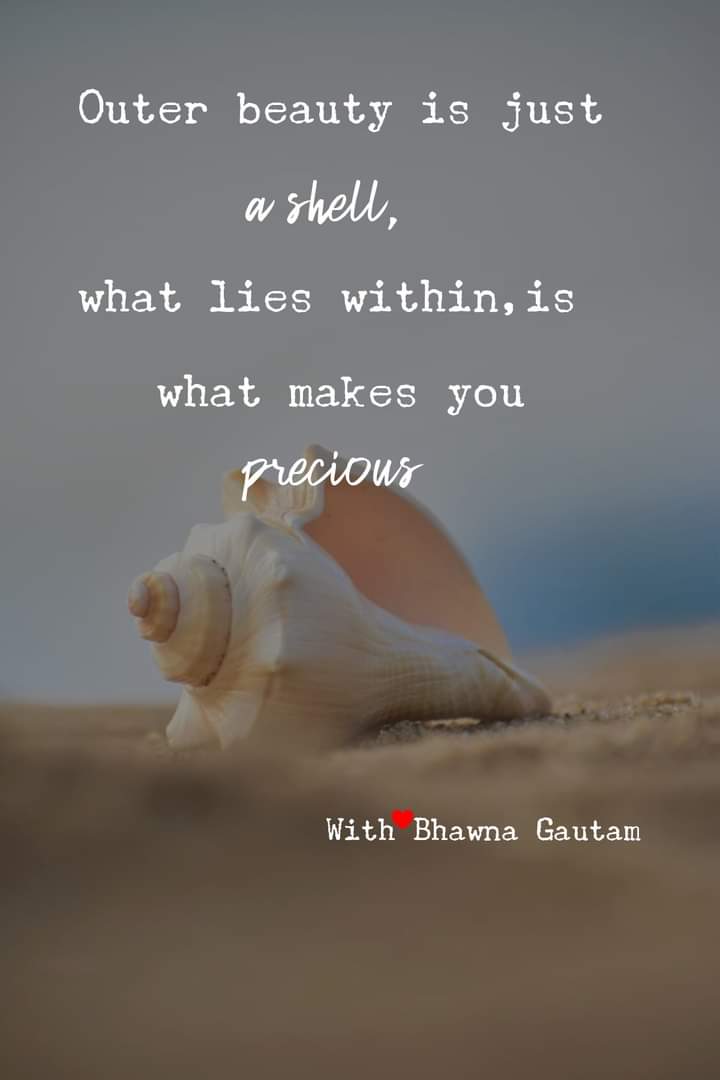 Outer beauty is just
a shell,
what lies within,is
what makes you
precious
With❤Bhawna Gautam